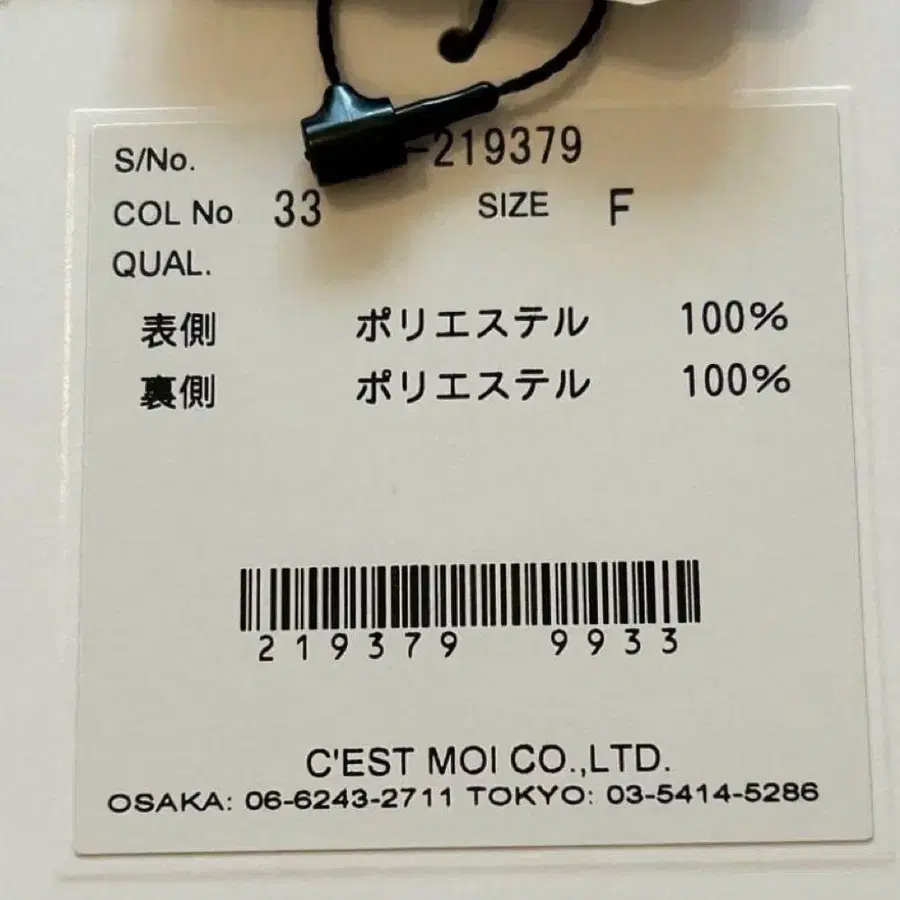 S/No. -219379
COL No 33 SIZE F
QUAL.
表側 ポリエステル 100%
裏側 ポリエステル 100%
219379 9933
C'EST MOI CO.,LTD.
OSAKA: 06-6243-2711 TOKYO: 03-5414-5286